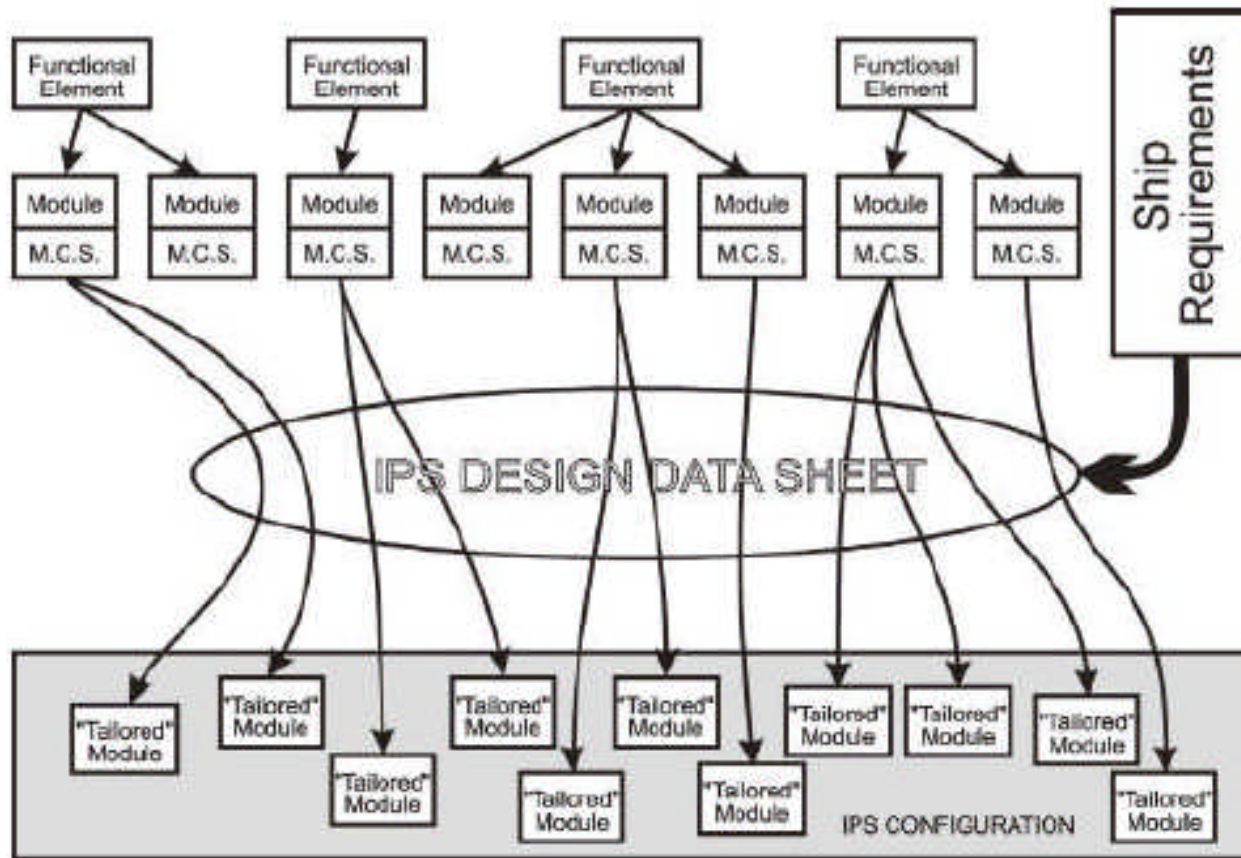 Functional
Element
Functional
Element
Functional
Element
Functional
Element
Ship
Requirements
Module
M.C.S.
Module
M.C.S.
Module
M.C.S.
Module
M.C.S.
Module
M.C.S.
Module
M.C.S.
Module
M.C.S.
Module
M.C.S.
IPS DESIGN DATA SHEET
"Tailored"
Module
"Tailored"
Module
"Tailored"
Module
"Tailored"
Module
"Tailored"
Module
"Tailored"
Module
"Tailored"
Module
"Tailored"
Module
"Tailored"
Module
"Tailored"
Module
"Tailored"
Module
IPS CONFIGURATION